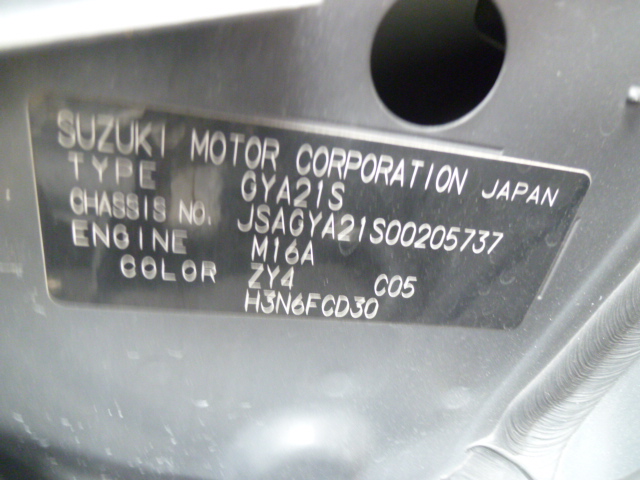 SUZUKI MOTOR CORPORATION JAPAN
TYPE GYA21S
CHASSIS NO. JSAGYA21S00205737
ENGINE M16A
COLOR ZY4 C05
H3N6FCD30